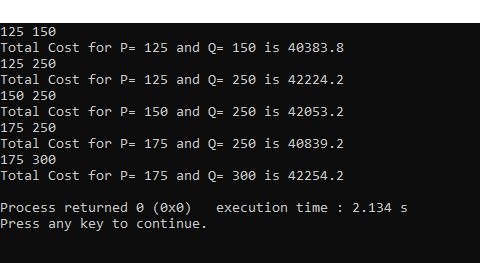 125 150
Total Cost for P= 125 and Q= 150 is 40383.8
125 250
Total Cost for P= 125 and Q= 250 is 42224.2
150 250
Total Cost for P= 150 and Q= 250 is 42053.2
175 250
Total Cost for P= 175 and Q= 250 is 40839.2
175 300
Total Cost for P= 175 and Q= 300 is 42254.2
Process returned 0 (0x0)   execution time : 2.134 s
Press any key to continue.